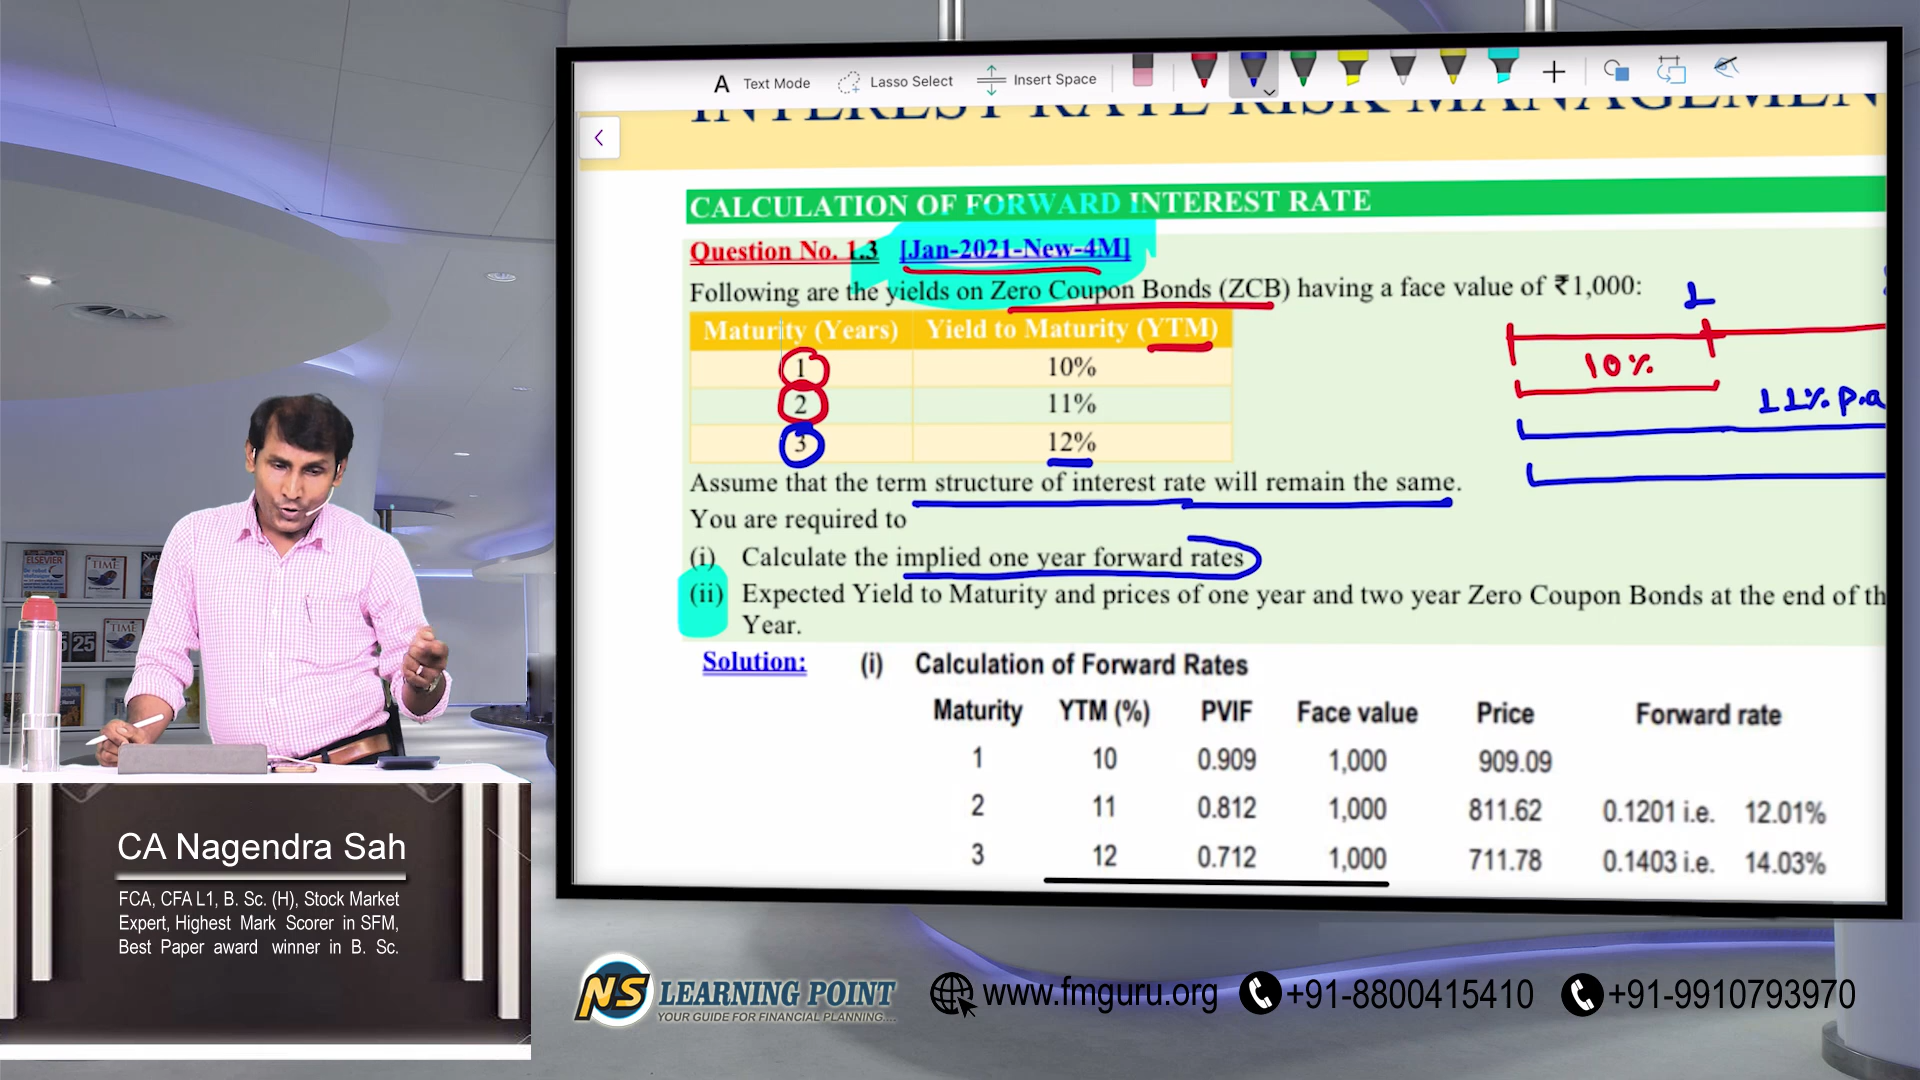 A Text Mode Lasso Select Insert Space
INTEREST RATE RISK MANAGEMEN
CALCULATION OF FORWARD INTEREST RATE
Question No. 1.3 [Jan-2021-New-4M]
Following are the yields on Zero Coupon Bonds (ZCB) having a face value of ₹1,000:
1
Maturity (Years) Yield to Maturity (YTM)
1 10%
10%
2 11%
11% p.a
3 12%
Assume that the term structure of interest rate will remain the same.
You are required to
(i) Calculate the implied one year forward rates
(ii) Expected Yield to Maturity and prices of one year and two year Zero Coupon Bonds at the end of th
Year.
Solution: (i) Calculation of Forward Rates
Maturity YTM (%) PVIF Face value Price Forward rate
1 10 0.909 1,000 909.09
2 11 0.812 1,000 811.62 0.1201 i.e. 12.01%
3 12 0.712 1,000 711.78 0.1403 i.e. 14.03%
ELSEVIER
TIME
TIME
25
CA Nagendra Sah
FCA, CFA L1, B. Sc. (H), Stock Market
Expert, Highest Mark Scorer in SFM,
Best Paper award winner in B. Sc.
NS LEARNING POINT
YOUR GUIDE FOR FINANCIAL PLANNING....
www.fmguru.org +91-8800415410 +91-9910793970